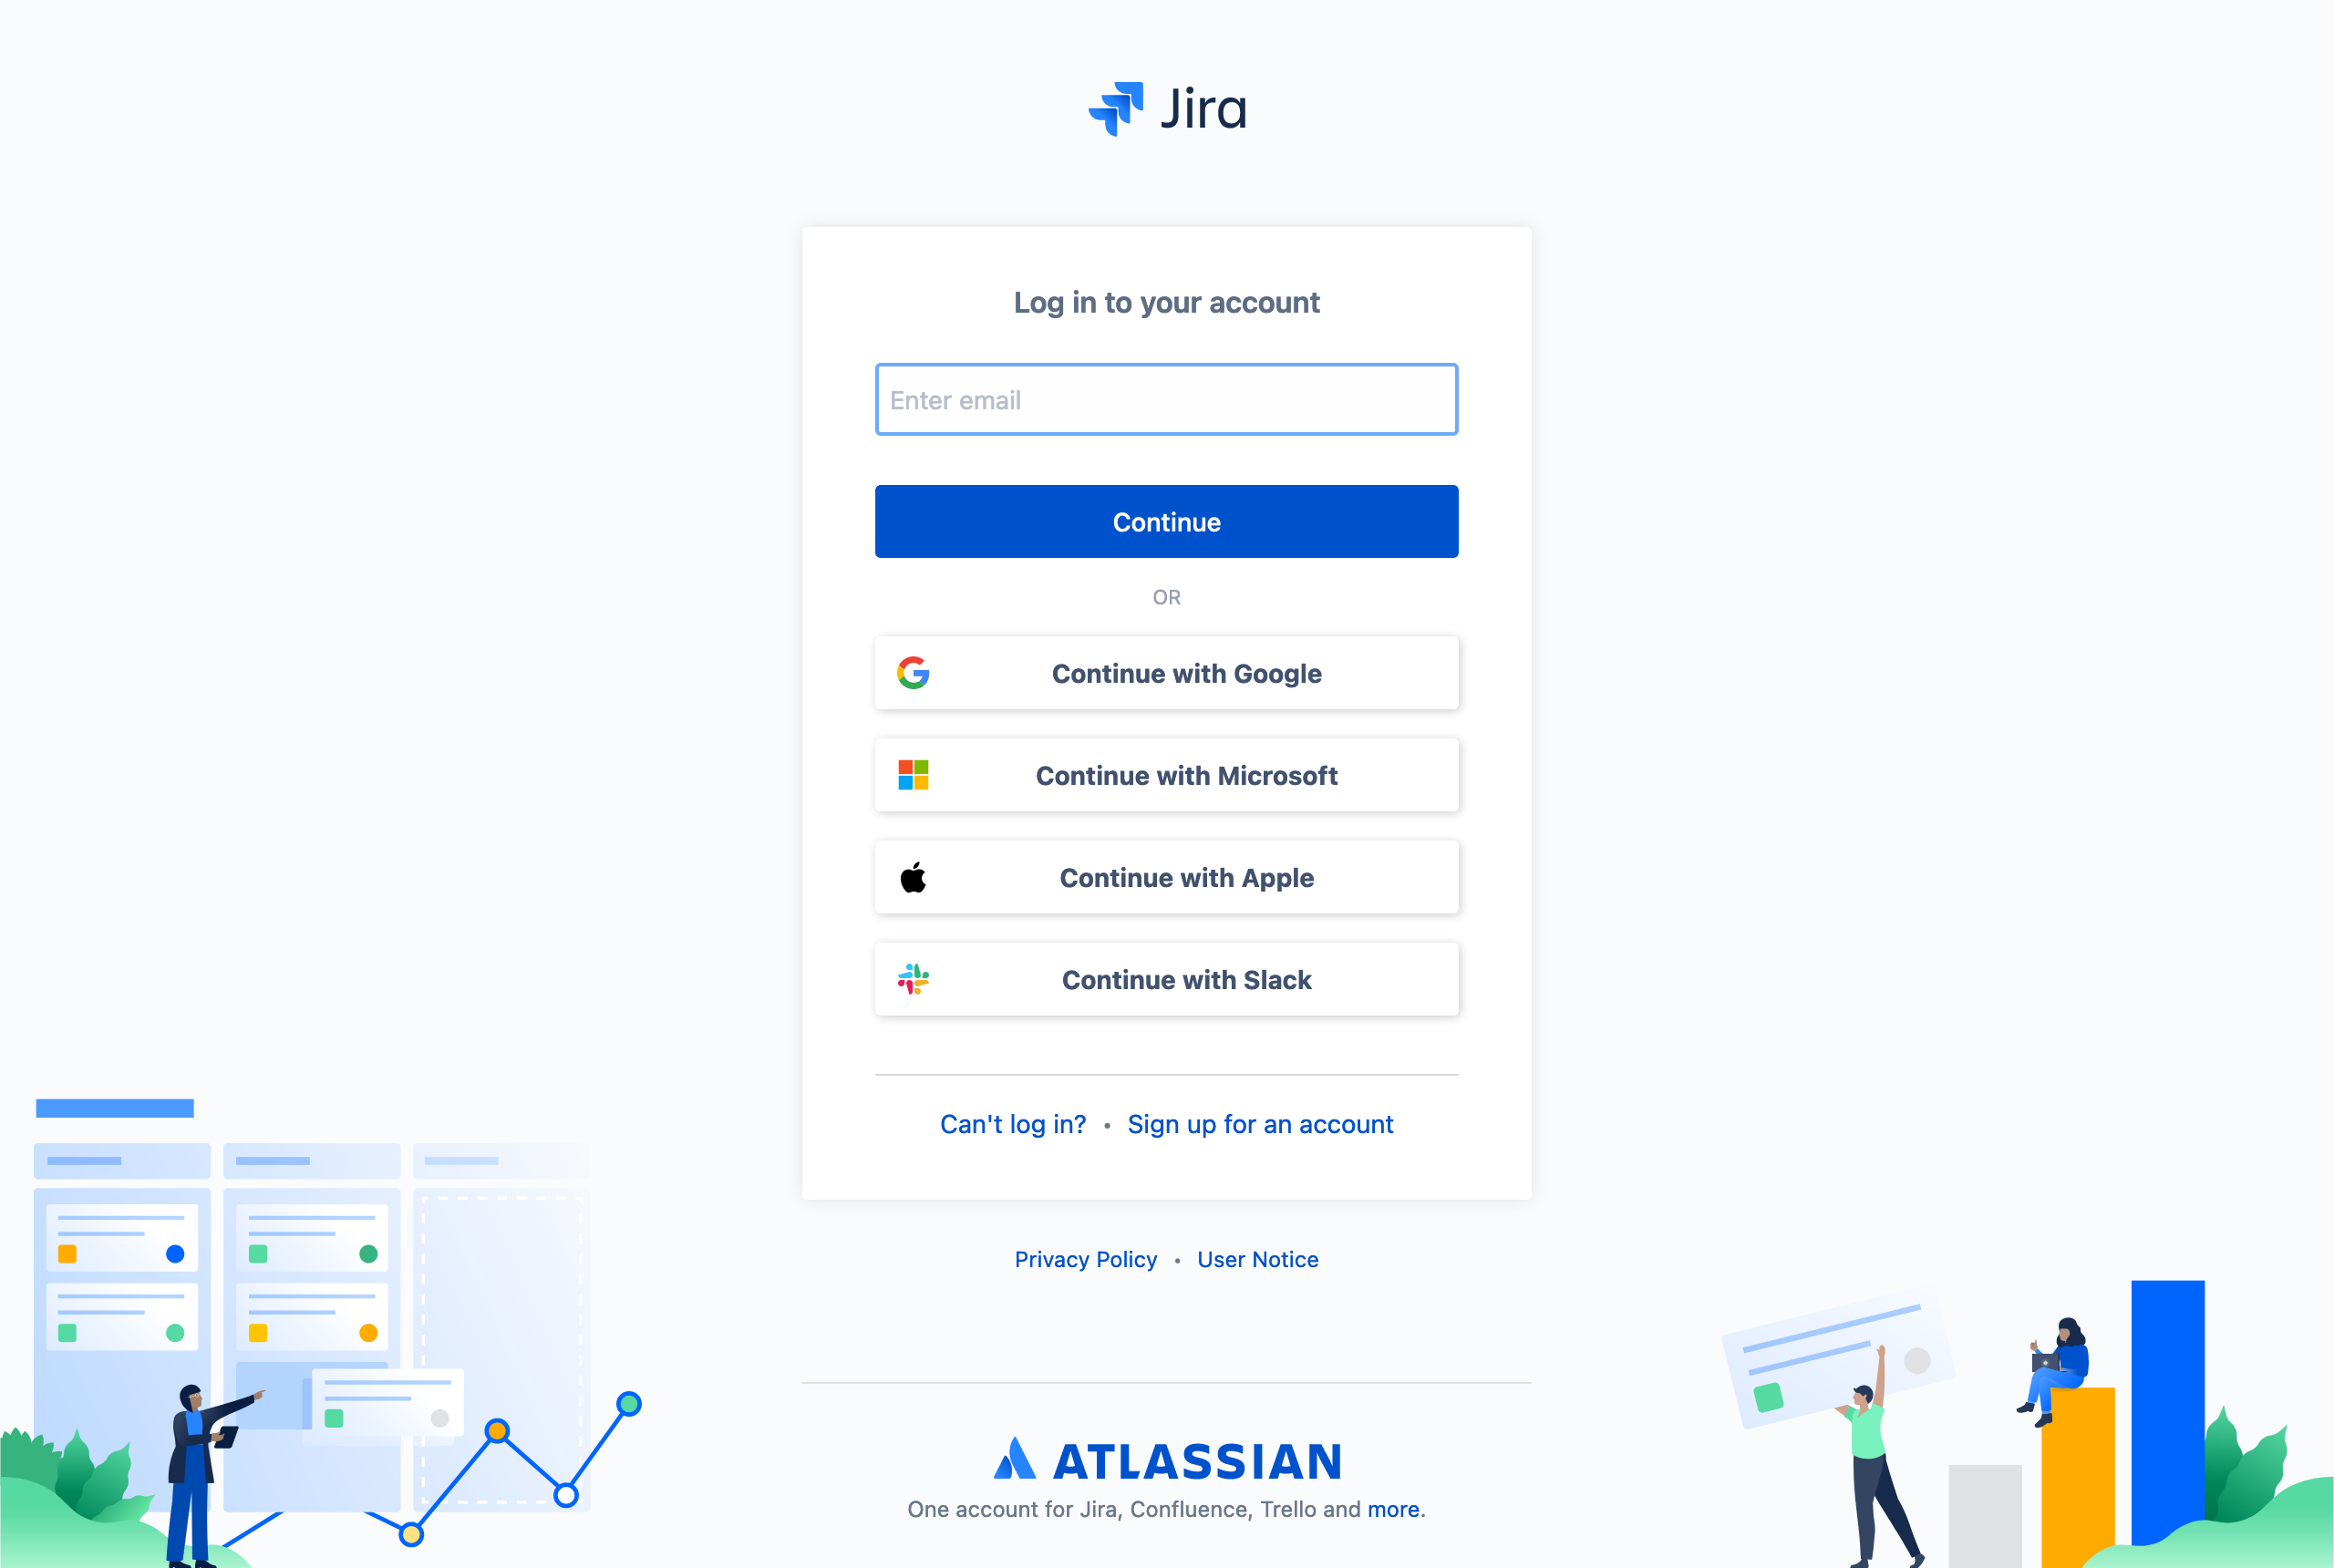 Jira
Log in to your account
Enter email
Continue
OR
Continue with Google
Continue with Microsoft
Continue with Apple
Continue with Slack
Can't log in? • Sign up for an account
Privacy Policy • User Notice
ATLASSIAN
One account for Jira, Confluence, Trello and more.